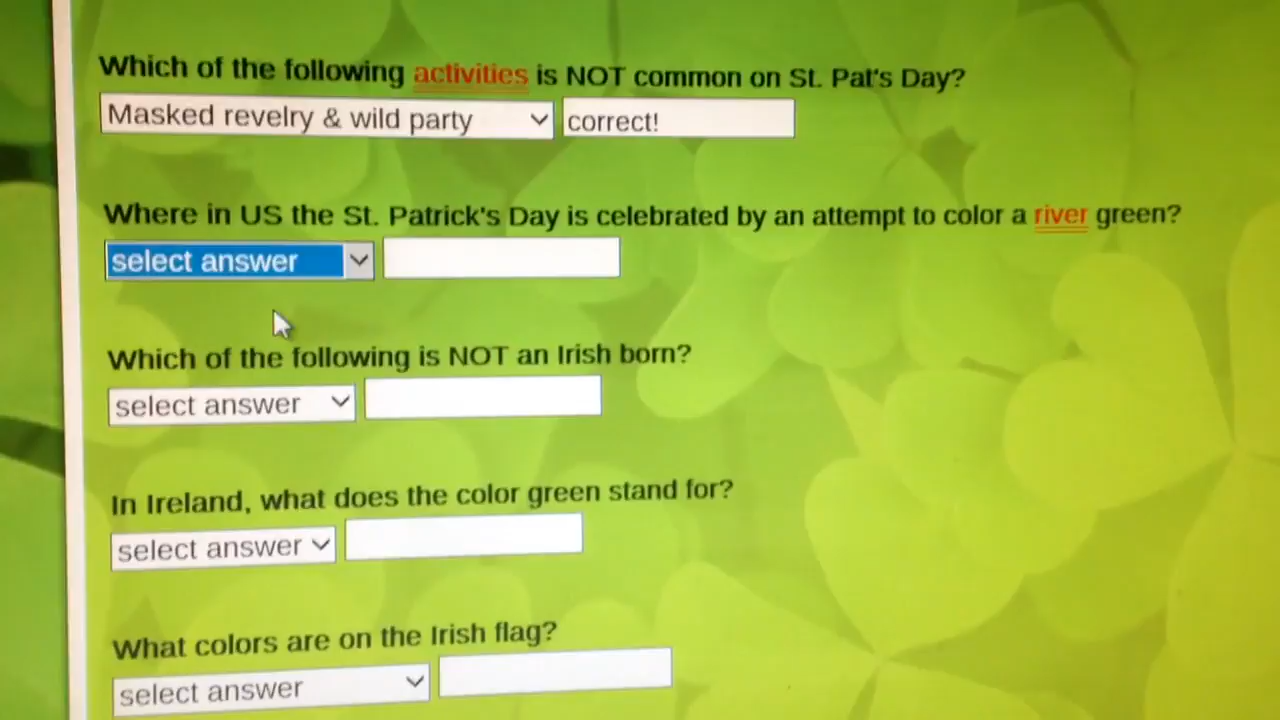 Which of the following activities is NOT common on St. Pat's Day?
Masked revelry & wild party correct!
Where in US the St. Patrick's Day is celebrated by an attempt to color a river green?
select answer
Which of the following is NOT an Irish born?
select answer
In Ireland, what does the color green stand for?
select answer
What colors are on the Irish flag?
select answer